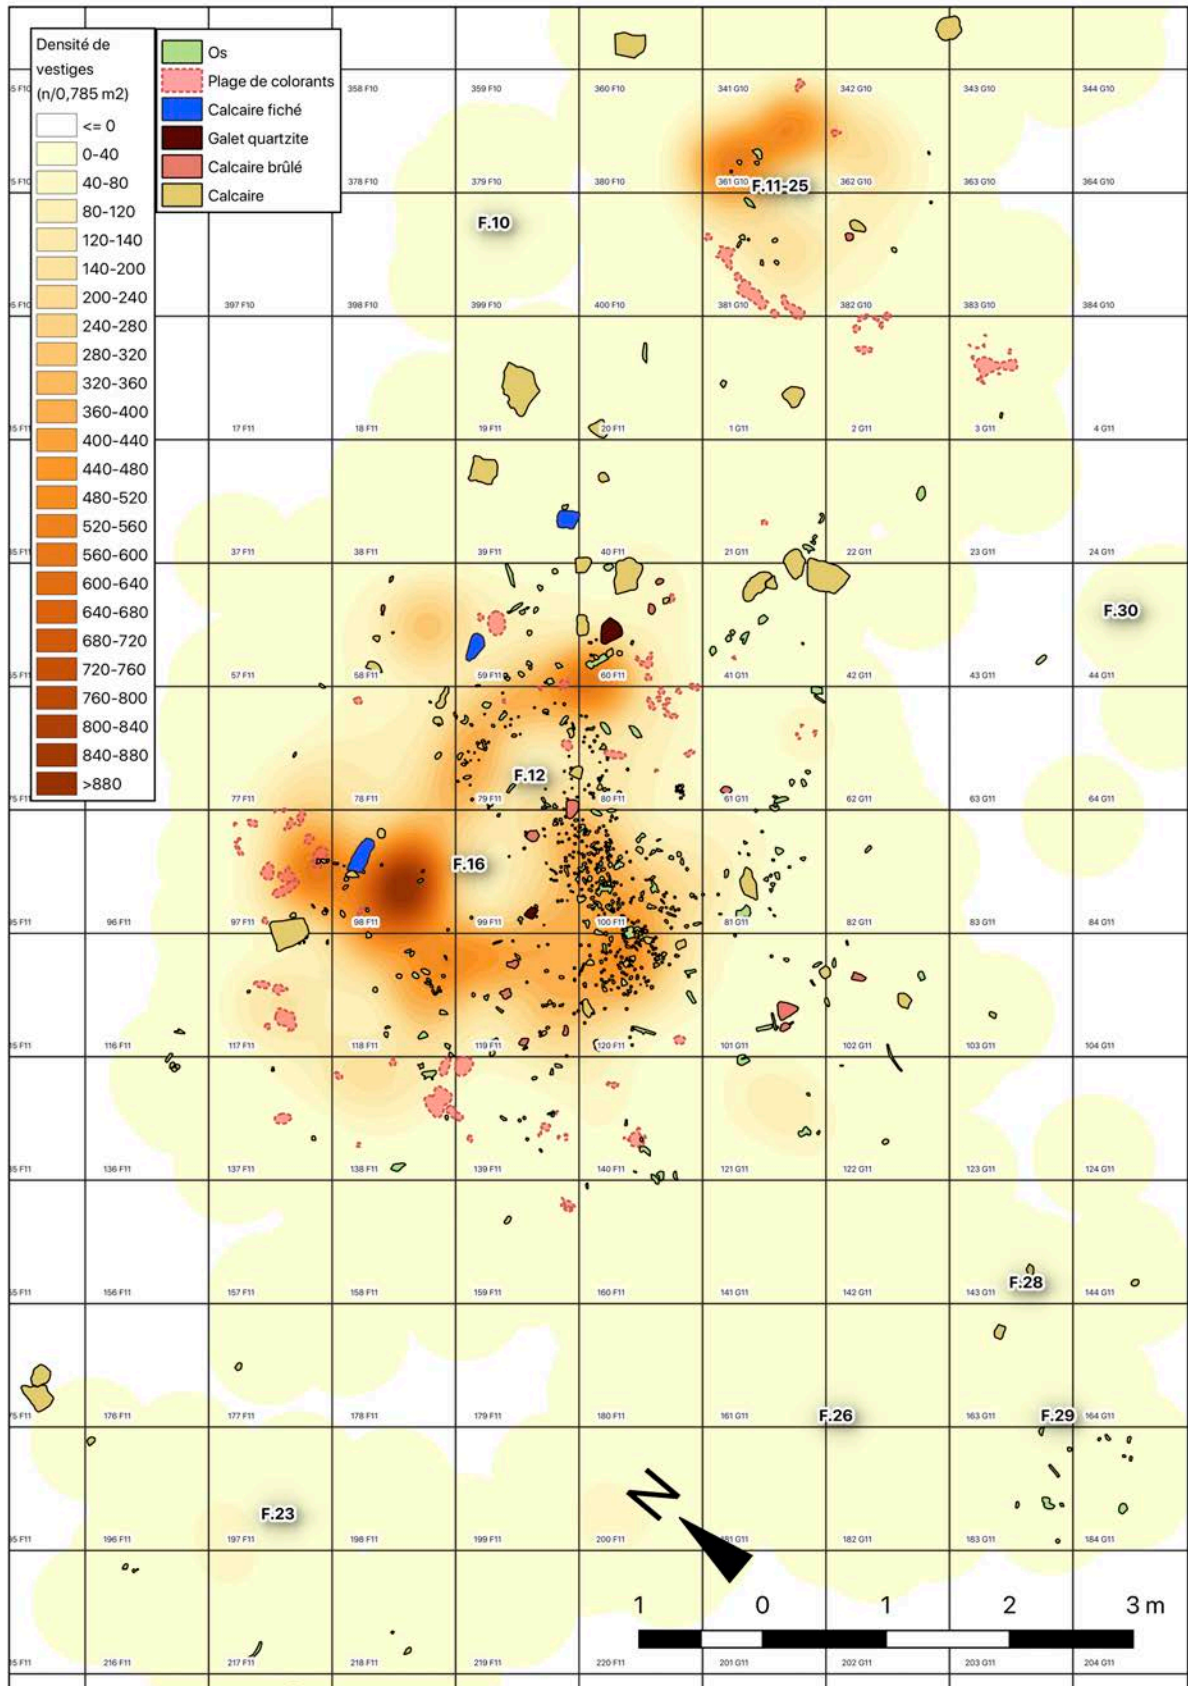 Densité de
vestiges
(n/0,785 m2)
<= 0
0-40
40-80
80-120
120-140
140-200
200-240
240-280
280-320
320-360
360-400
400-440
440-480
480-520
520-560
560-600
600-640
640-680
680-720
720-760
760-800
800-840
840-880
>880
Os
Plage de colorants
Calcaire fiché
Galet quartzite
Calcaire brûlé
Calcaire
358 F10 359 F10 360 F10 341 G10 342 G10 343 G10 344 G10
378 F10 379 F10 380 F10 361 G10 362 G10 363 G10 364 G10
F.11-25
F.10
397 F10 398 F10 399 F10 400 F10 381 G10 382 G10 383 G10 384 G10
17 F11 18 F11 19 F11 20 F11 1 G11 2 G11 3 G11 4 G11
37 F11 38 F11 39 F11 40 F11 21 G11 22 G11 23 G11 24 G11
F.30
57 F11 58 F11 59 F11 60 F11 41 G11 42 G11 44 G11
F.12
77 F11 78 F11 79 F11 80 F11 61 G11 62 G11 63 G11 64 G11
F.16
96 F11 97 F11 98 F11 99 F11 100 F11 81 G11 82 G11 83 G11 84 G11
116 F11 117 F11 118 F11 119 F11 120 F11 101 G11 102 G11 103 G11 104 G11
136 F11 137 F11 138 F11 139 F11 140 F11 121 G11 122 G11 123 G11 124 G11
F.28
156 F11 157 F11 158 F11 159 F11 160 F11 141 G11 142 G11 143 G11 144 G11
176 F11 177 F11 178 F11 179 F11 180 F11 161 G11 F.26 163 G11 F.29 164 G11
F.23
N
196 F11 197 F11 198 F11 199 F11 200 F11 181 G11 182 G11 183 G11 184 G11
1 0 1 2 3 m
216 F11 217 F11 218 F11 219 F11 220 F11 201 G11 202 G11 203 G11 204 G11